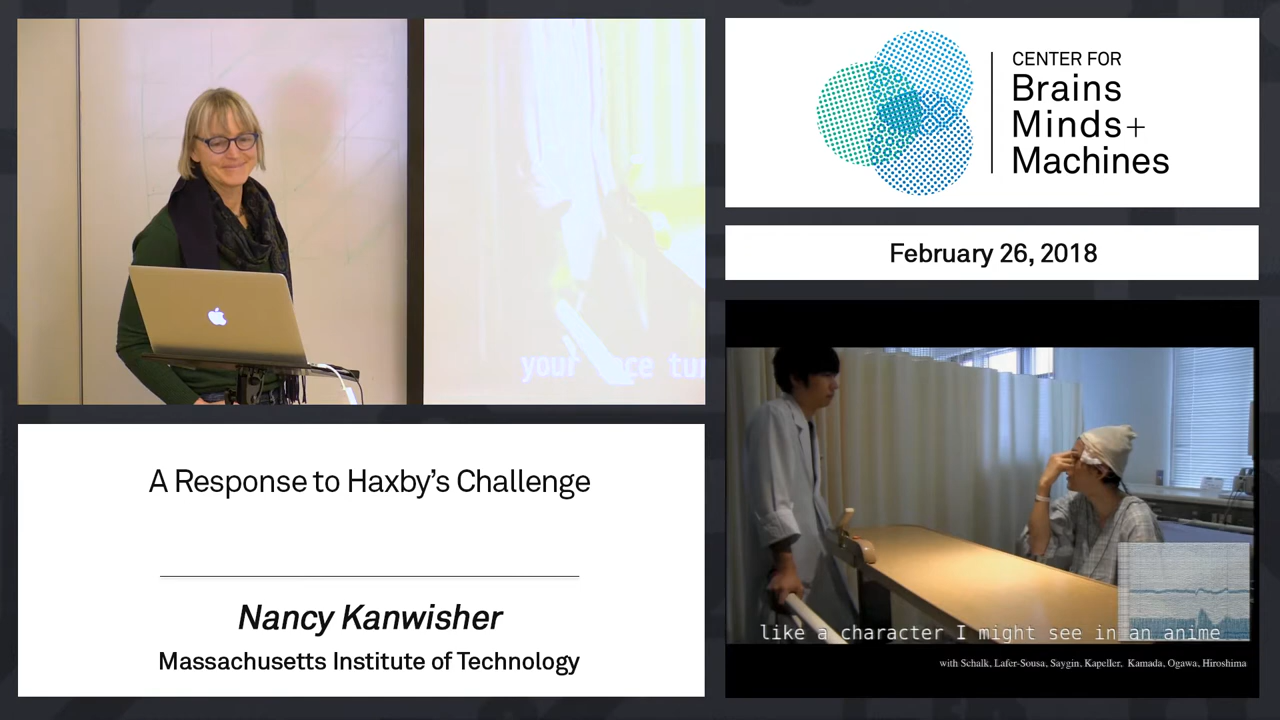 your
CENTER FOR
Brains
Minds+
Machines
February 26, 2018
A Response to Haxby's Challenge
Nancy Kanwisher
Massachusetts Institute of Technology
like a character I might see in an anime
with Schalk, Lafer-Sousa, Saygin, Kapeller, Kamada, Ogawa, Hiroshima